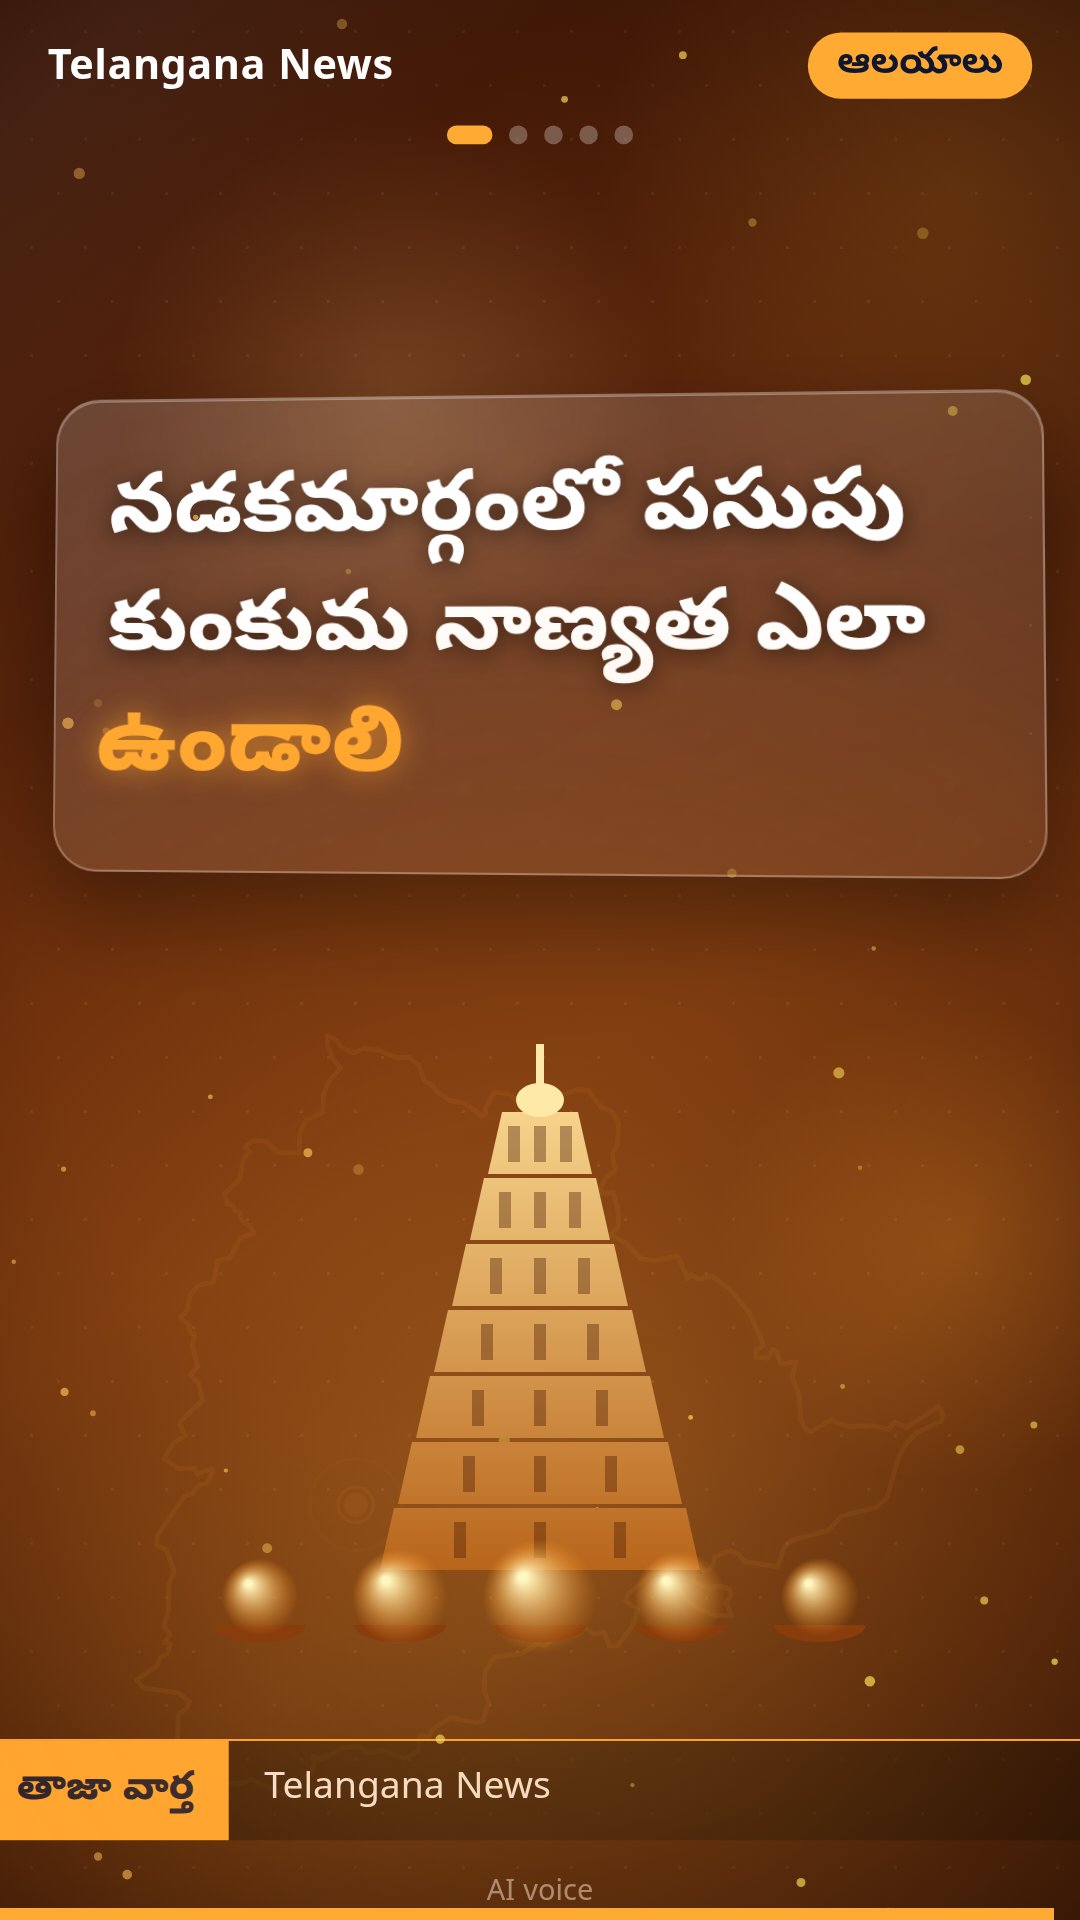 Telangana News
ఆలయాలు
నడకమార్గంలో పసుపు
కుంకుమ నాణ్యత ఎలా
ఉండాలి
తాజా వార్త
Telangana News
AI voice